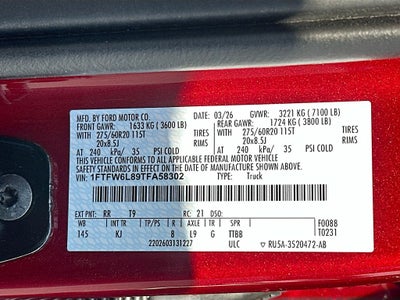 MFD. BY FORD MOTOR CO. 03/26 GVWR: 3221 KG ( 7100 LB)
FRONT GAWR: 1633 KG ( 3600 LB) REAR GAWR: 1724 KG ( 3800 LB)
WITH 275/60R20 115T TIRES WITH 275/60R20 115T TIRES
20x8.5J RIMS 20x8.5J RIMS
AT 240 kPa/ 35 PSI COLD AT 240 kPa/ 35 PSI COLD
THIS VEHICLE CONFORMS TO ALL APPLICABLE FEDERAL MOTOR VEHICLE
SAFETY STANDARDS IN EFFECT ON THE DATE OF MANUFACTURE SHOWN ABOVE.
VIN: 1FTFW6L89TFA58302 TYPE: Truck
EXT PNT: RR T9 RC: 21 DSO: F0088
WB BRK INT TR TP/PS R AXLE TR SPR T0231
145 KJ 8 L9 G TTBB
2202603131227 ULC RU5A-3520472-AB